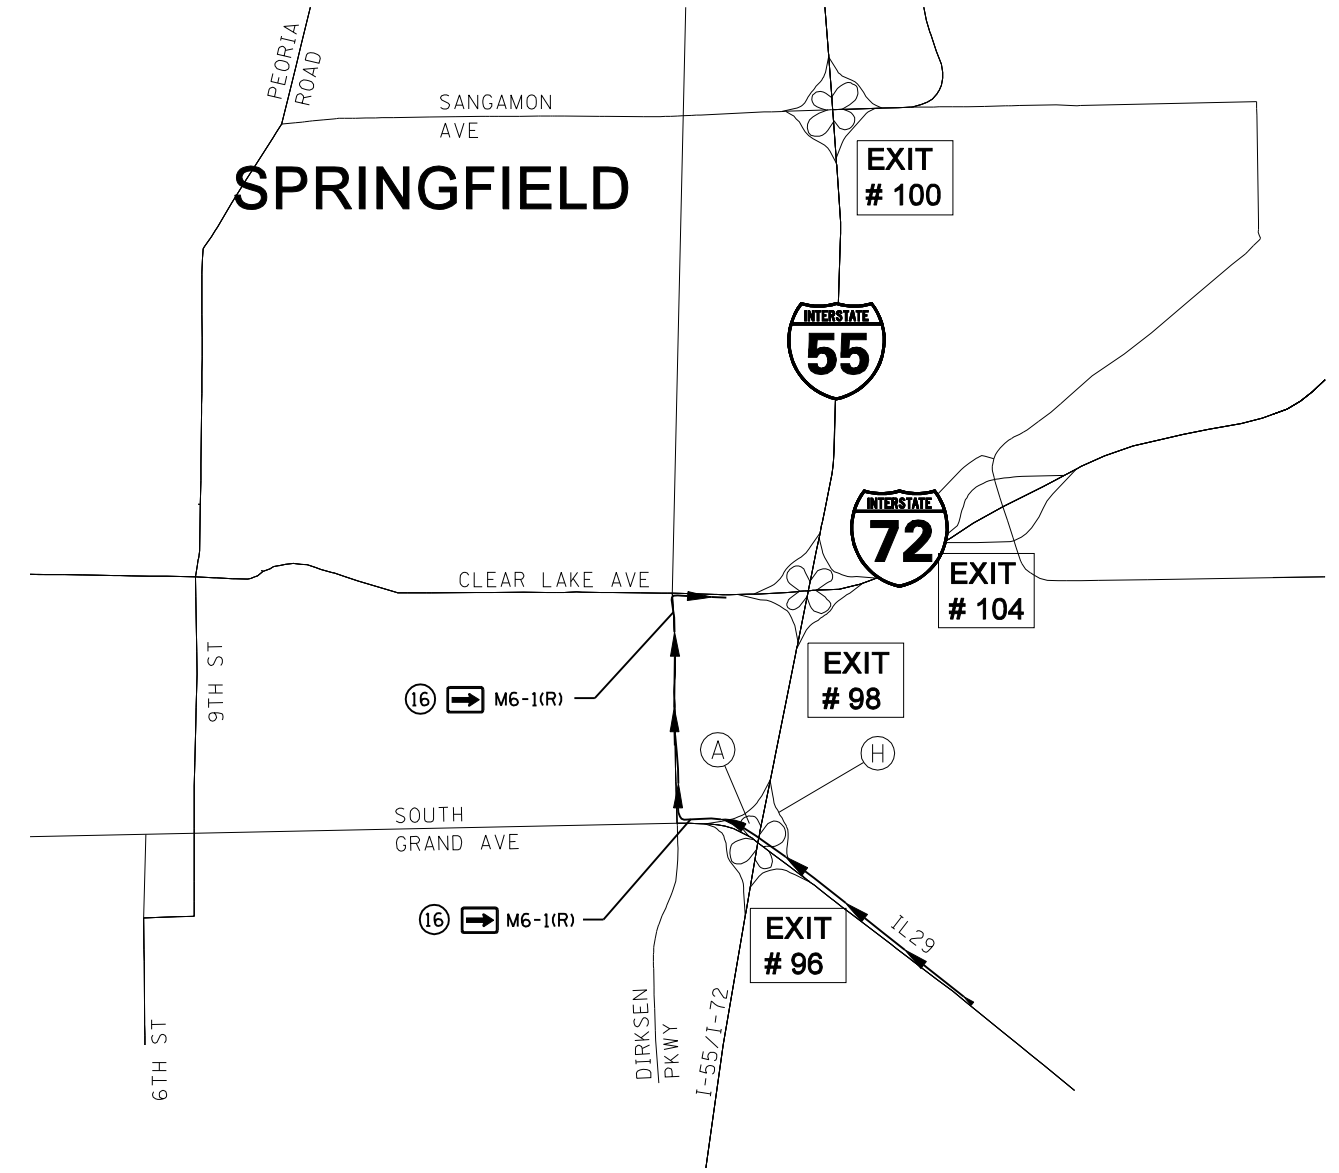 PEORIA
ROAD
SANGAMON
AVE
SPRINGFIELD
EXIT
# 100
INTERSTATE
55
INTERSTATE
72
CLEAR LAKE AVE
EXIT
# 104
9TH ST
EXIT
# 98
16 M6-1(R)
A
H
SOUTH
GRAND AVE
16 M6-1(R)
EXIT
# 96
IL29
DIRKSEN
PKWY
I-55/I-72
6TH ST